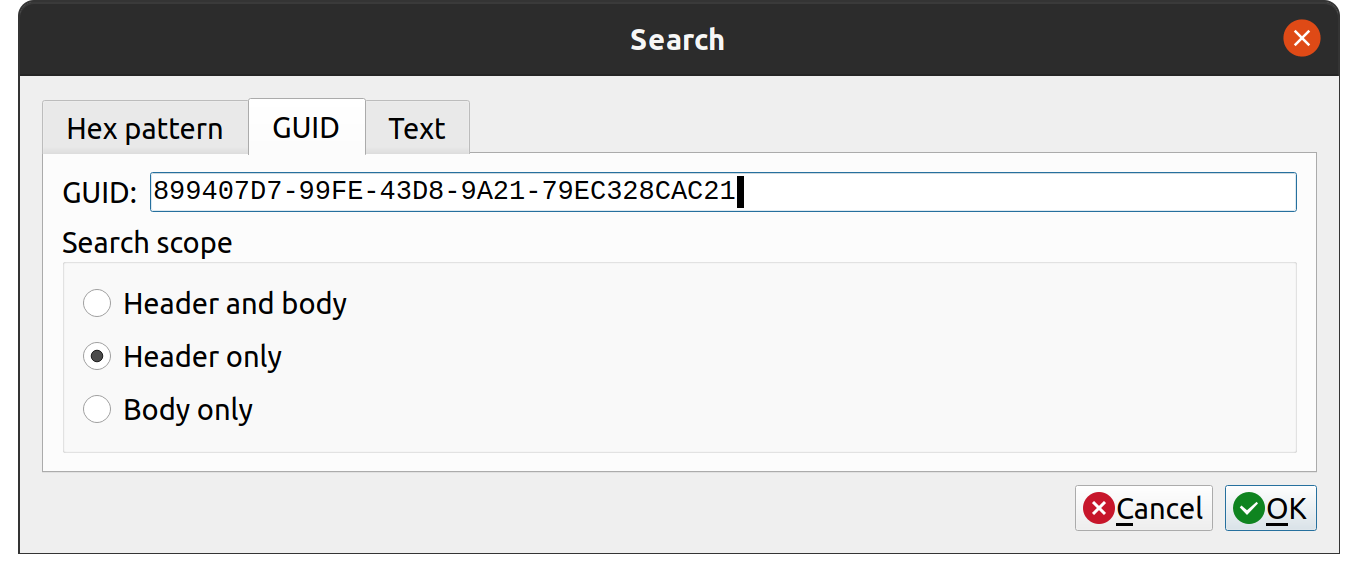 Search
Hex pattern GUID Text
GUID: 899407D7-99FE-43D8-9A21-79EC328CAC21
Search scope
Header and body
Header only
Body only
Cancel OK